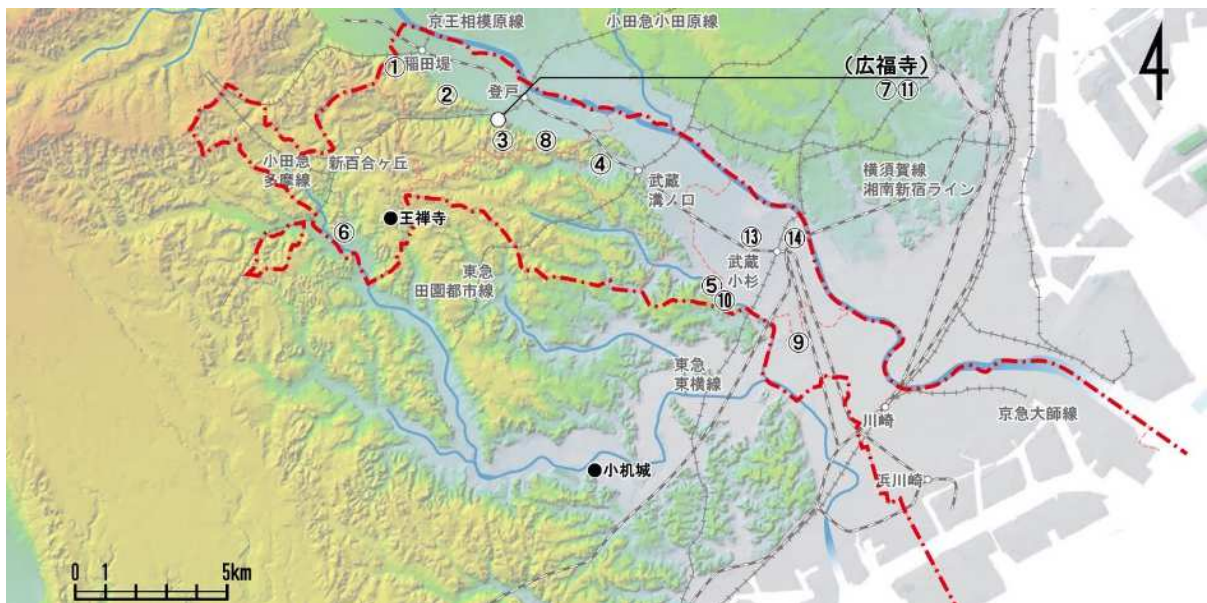 京王相模原線
小田急小田原線
4
①
稲田堤
(広福寺)
⑦⑪
②
登戸
③
⑧
④
小田急
多摩線
新百合ヶ丘
武蔵
溝ノ口
横須賀線
湘南新宿ライン
●王禅寺
⑥
⑬
⑭
武蔵
小杉
東急
田園都市線
⑤
⑩
⑨
東急
東横線
川崎
京急大師線
●小机城
浜川崎
0 1 5km